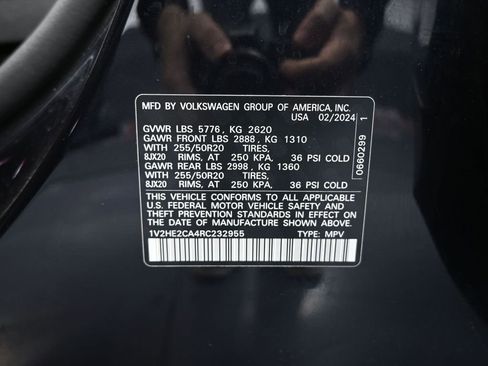 MFD BY VOLKSWAGEN GROUP OF AMERICA, INC.
USA 02/2024
GVWR LBS 5776, KG 2620
GAWR FRONT LBS 2888, KG 1310
WITH 255/50R20 TIRES,
8JX20 RIMS, AT 250 KPA, 36 PSI COLD
GAWR REAR LBS 2998, KG 1360
WITH 255/50R20 TIRES,
8JX20 RIMS, AT 250 KPA, 36 PSI COLD
THIS VEHICLE CONFORMS TO ALL APPLICABLE
U.S. FEDERAL MOTOR VEHICLE SAFETY AND
THEFT PREVENTION STANDARDS IN EFFECT ON
THE DATE OF MANUFACTURE SHOWN ABOVE.
1V2HE2CA4RC232955 TYPE: MPV
0660299 1